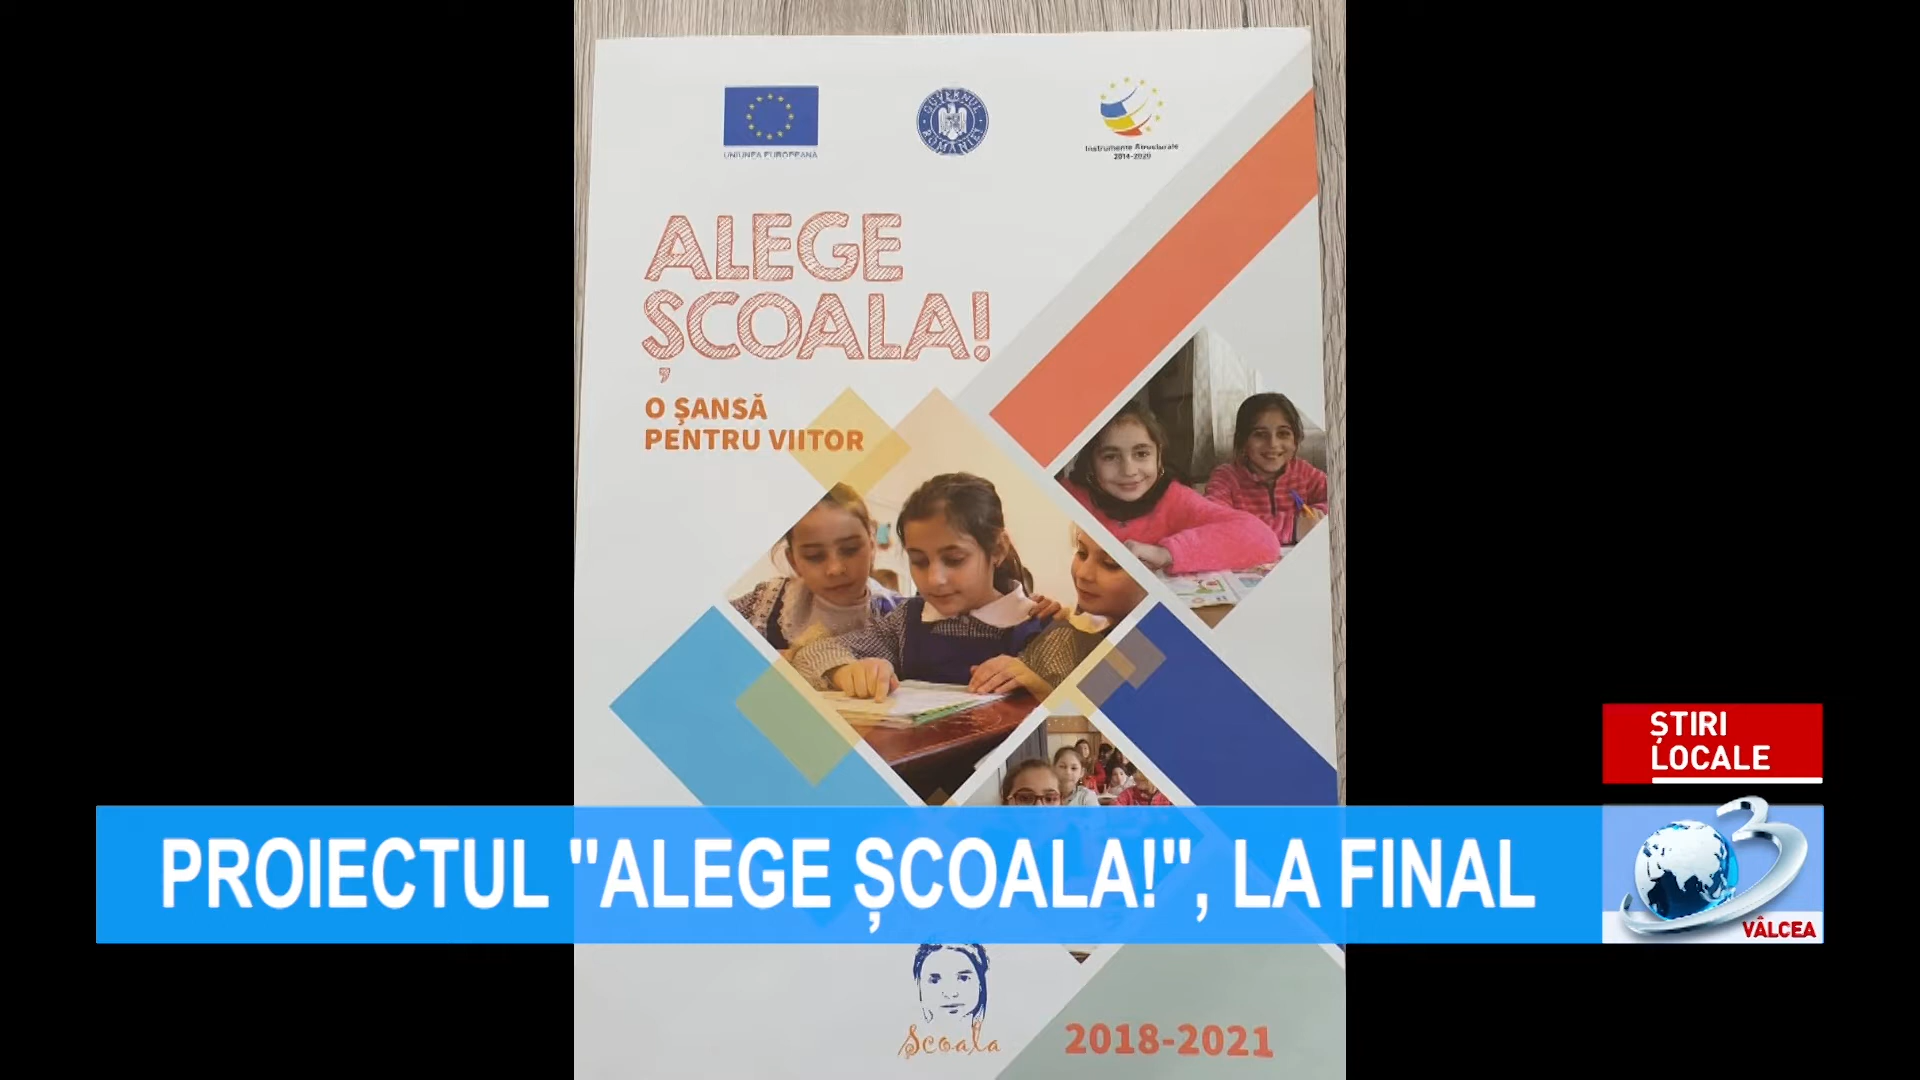 UNIUNEA EUROPEANĂ
GUVERNUL ROMÂNIEI
Instrumente Structurale
2014-2020
ALEGE
ȘCOALA!
O ȘANSĂ
PENTRU VIITOR
ȘTIRI
LOCALE
PROIECTUL "ALEGE ȘCOALA!", LA FINAL
3
VÂLCEA
Școala
2018-2021